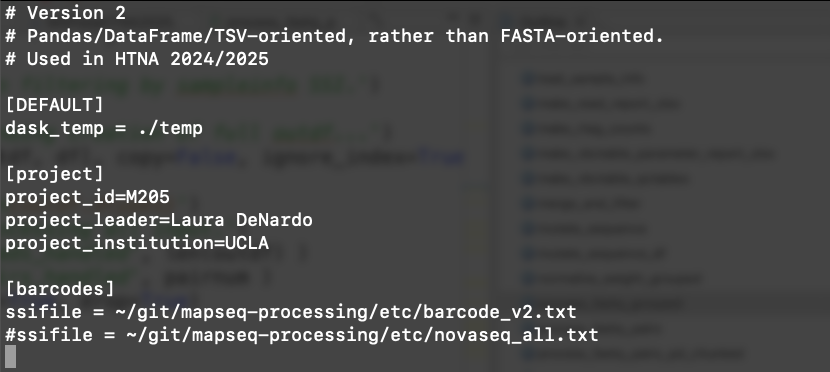 # Version 2
# Pandas/DataFrame/TSV-oriented, rather than FASTA-oriented.
# Used in HTNA 2024/2025
[DEFAULT]
dask_temp = ./temp
[project]
project_id=M205
project_leader=Laura DeNardo
project_institution=UCLA
[barcodes]
ssifile = ~/git/mapseq-processing/etc/barcode_v2.txt
#ssifile = ~/git/mapseq-processing/etc/novaseq_all.txt